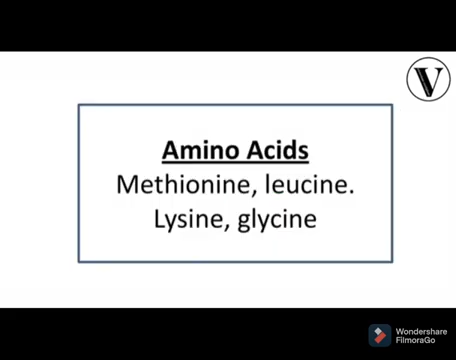 V
Amino Acids
Methionine, leucine.
Lysine, glycine
Wondershare
FilmoraGo